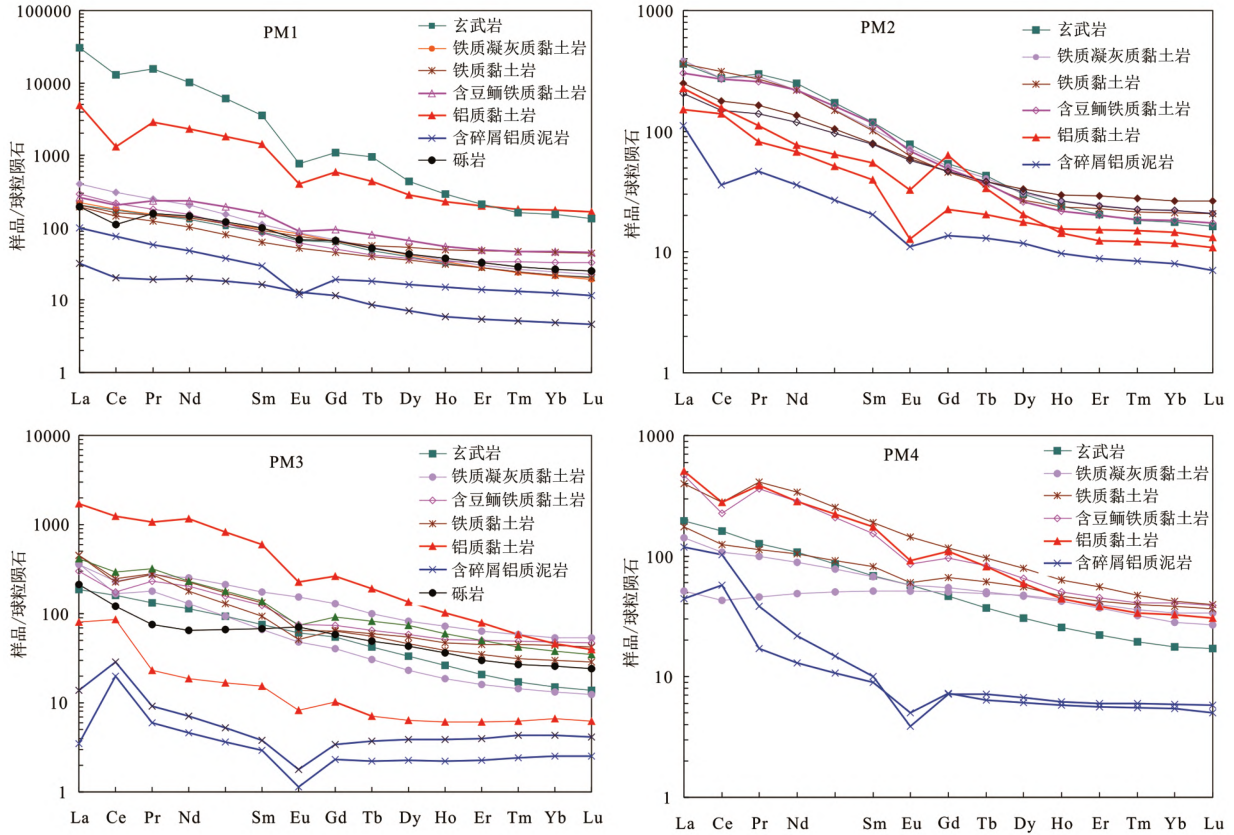 PM1
样品/球粒陨石
100000
10000
1000
100
10
1
玄武岩
铁质凝灰质黏土岩
铁质黏土岩
含豆鲕铁质黏土岩
铝质黏土岩
含碎屑铝质泥岩
砾岩
La Ce Pr Nd Sm Eu Gd Tb Dy Ho Er Tm Yb Lu
PM2
样品/球粒陨石
1000
100
10
1
玄武岩
铁质凝灰质黏土岩
铁质黏土岩
含豆鲕铁质黏土岩
铝质黏土岩
含碎屑铝质泥岩
La Ce Pr Nd Sm Eu Gd Tb Dy Ho Er Tm Yb Lu
PM3
样品/球粒陨石
10000
1000
100
10
1
玄武岩
铁质凝灰质黏土岩
含豆鲕铁质黏土岩
铁质黏土岩
铝质黏土岩
含碎屑铝质泥岩
砾岩
La Ce Pr Nd Sm Eu Gd Tb Dy Ho Er Tm Yb Lu
PM4
样品/球粒陨石
1000
100
10
1
玄武岩
铁质凝灰质黏土岩
铁质黏土岩
含豆鲕铁质黏土岩
铝质黏土岩
含碎屑铝质泥岩
La Ce Pr Nd Sm Eu Gd Tb Dy Ho Er Tm Yb Lu